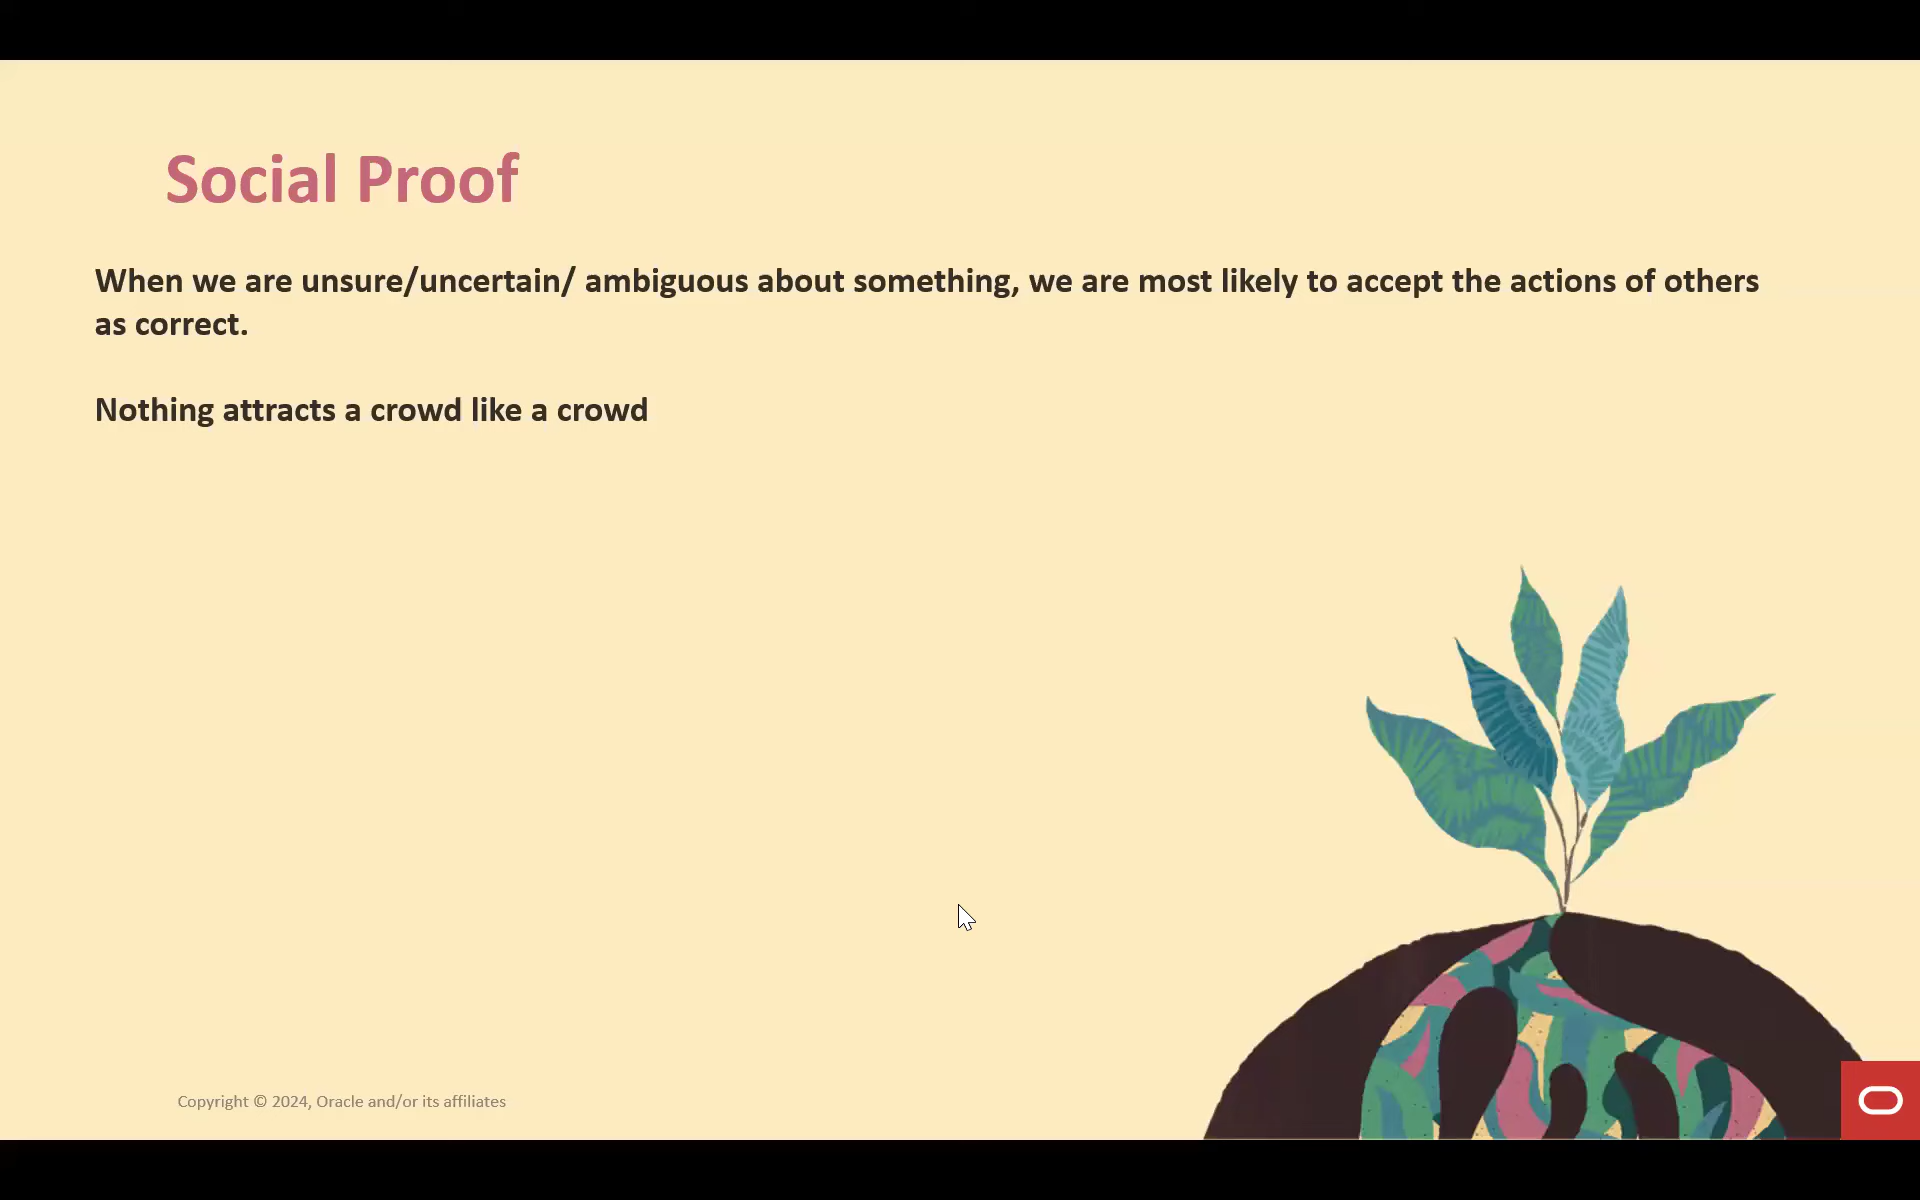 Social Proof
When we are unsure/uncertain/ ambiguous about something, we are most likely to accept the actions of others
as correct.
Nothing attracts a crowd like a crowd
Copyright © 2024, Oracle and/or its affiliates